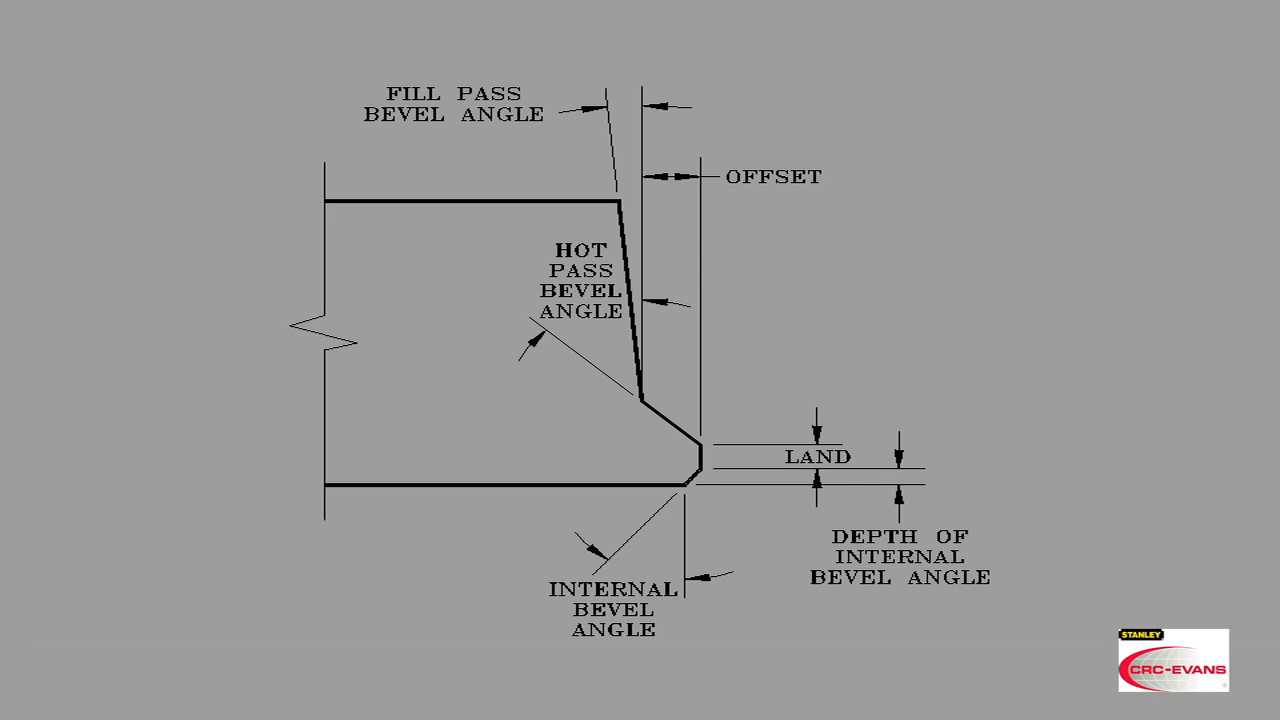 FILL PASS
BEVEL ANGLE
OFFSET
HOT
PASS
BEVEL
ANGLE
LAND
DEPTH OF
INTERNAL
BEVEL ANGLE
INTERNAL
BEVEL
ANGLE
STANLEY
CRC-EVANS